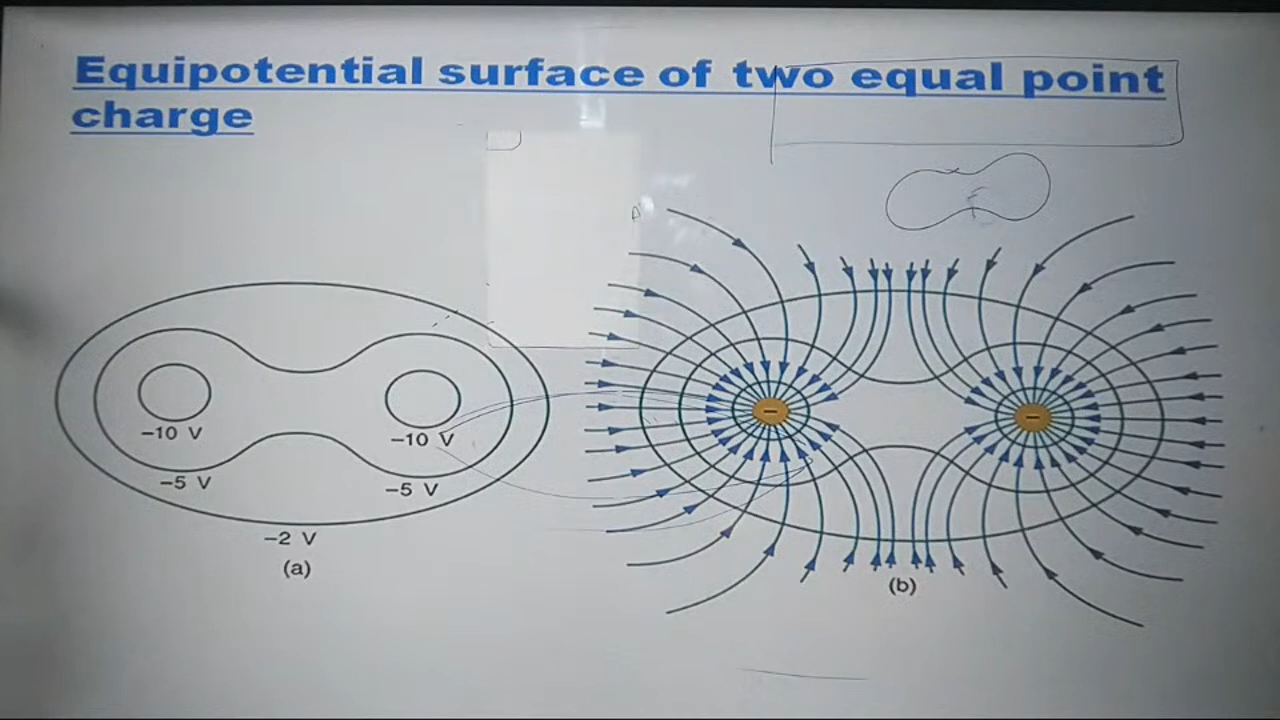 Equipotential surface of two equal point
charge
−10 V
−10 V
−5 V
−5 V
−2 V
(a)
(b)
−
−